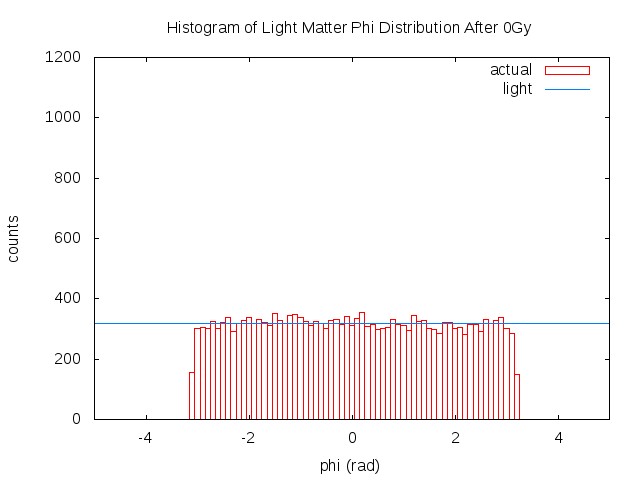 Histogram of Light Matter Phi Distribution After 0Gy
1200
1000
800
600
400
200
0
counts
actual
light
-4 -2 0 2 4
phi (rad)